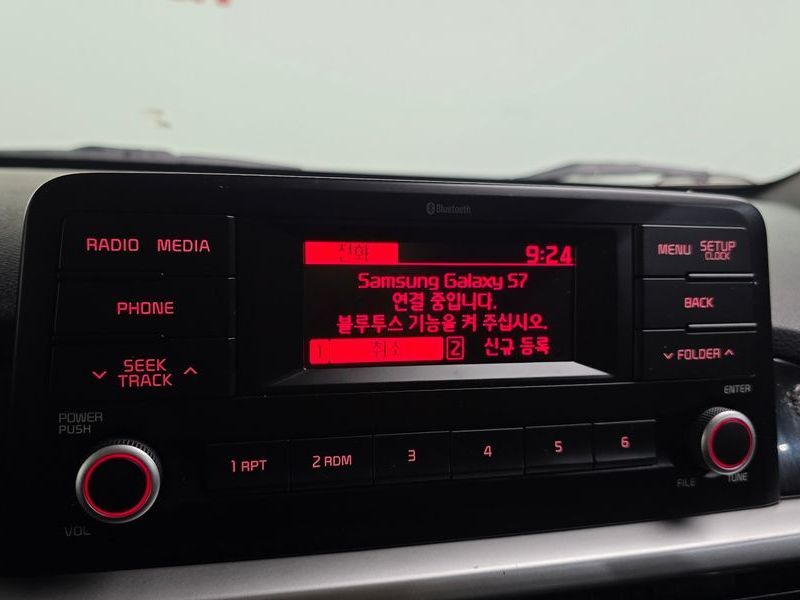 Bluetooth
RADIO MEDIA
PHONE
SEEK
TRACK
POWER
PUSH
VOL
전화 9:24
Samsung Galaxy S7
연결 중입니다.
블루투스 기능을 켜 주십시오.
1 취소 2 신규 등록
MENU SETUP
CLOCK
BACK
FOLDER
ENTER
FILE TUNE
1 RPT 2 RDM 3 4 5 6